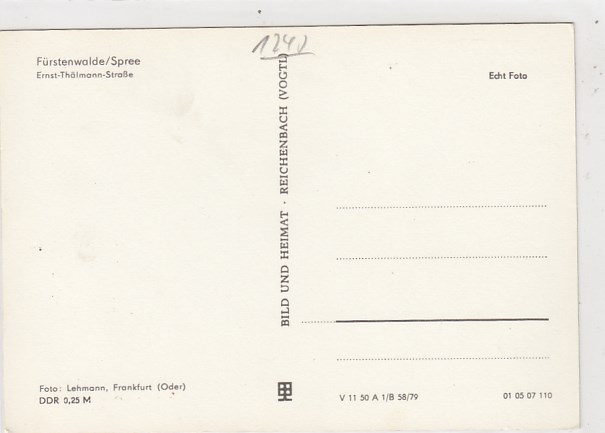 Fürstenwalde/Spree
Ernst-Thälmann-Straße
Echt Foto
BILD UND HEIMAT · REICHENBACH (VOGTL)
Foto: Lehmann, Frankfurt (Oder)
DDR 0,25 M
V 11 50 A 1/B 58/79
01 05 07 110